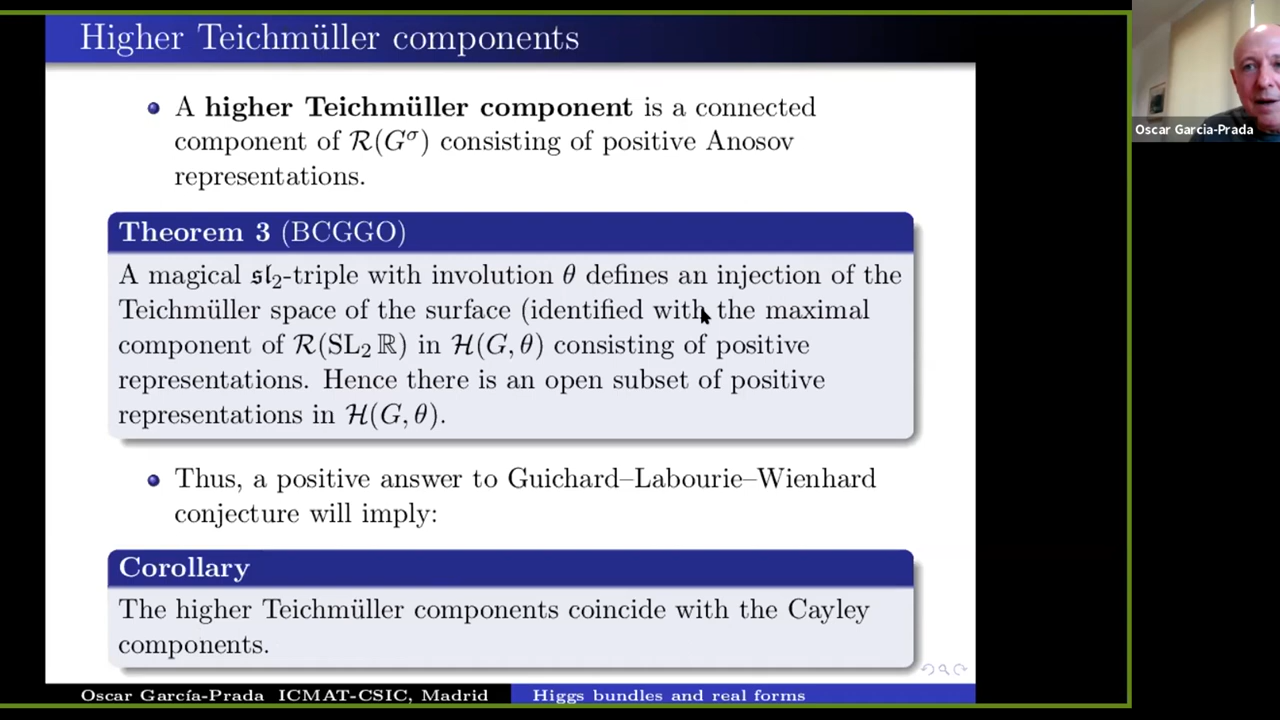 Higher Teichmüller components
A higher Teichmüller component is a connected
component of ℛ(G^σ) consisting of positive Anosov
representations.
Theorem 3 (BCGGO)
A magical 𝔰𝔩₂-triple with involution θ defines an injection of the
Teichmüller space of the surface (identified with the maximal
component of ℛ(SL₂ ℝ) in ℋ(G, θ) consisting of positive
representations. Hence there is an open subset of positive
representations in ℋ(G, θ).
Thus, a positive answer to Guichard–Labourie–Wienhard
conjecture will imply:
Corollary
The higher Teichmüller components coincide with the Cayley
components.
Oscar García-Prada ICMAT-CSIC, Madrid
Higgs bundles and real forms
Oscar Garcia-Prada